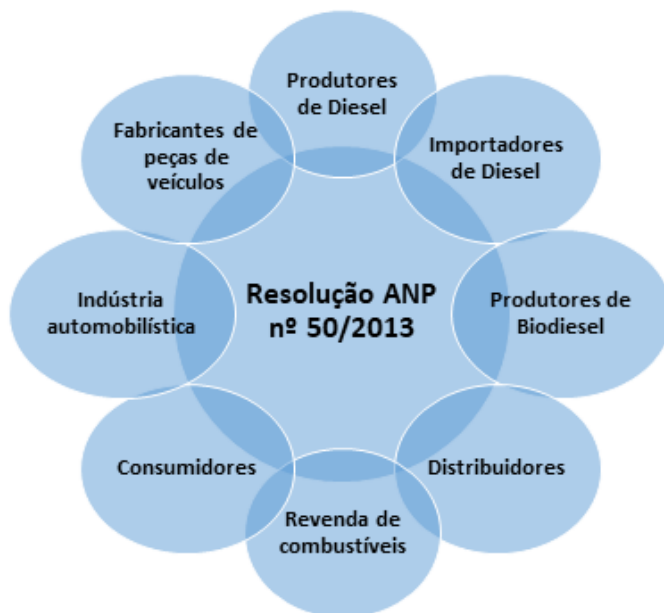 Produtores
de Diesel
Importadores
de Diesel
Produtores de
Biodiesel
Distribuidores
Revenda de
combustíveis
Consumidores
Indústria
automobilística
Fabricantes de
peças de
veículos
Resolução ANP
nº 50/2013